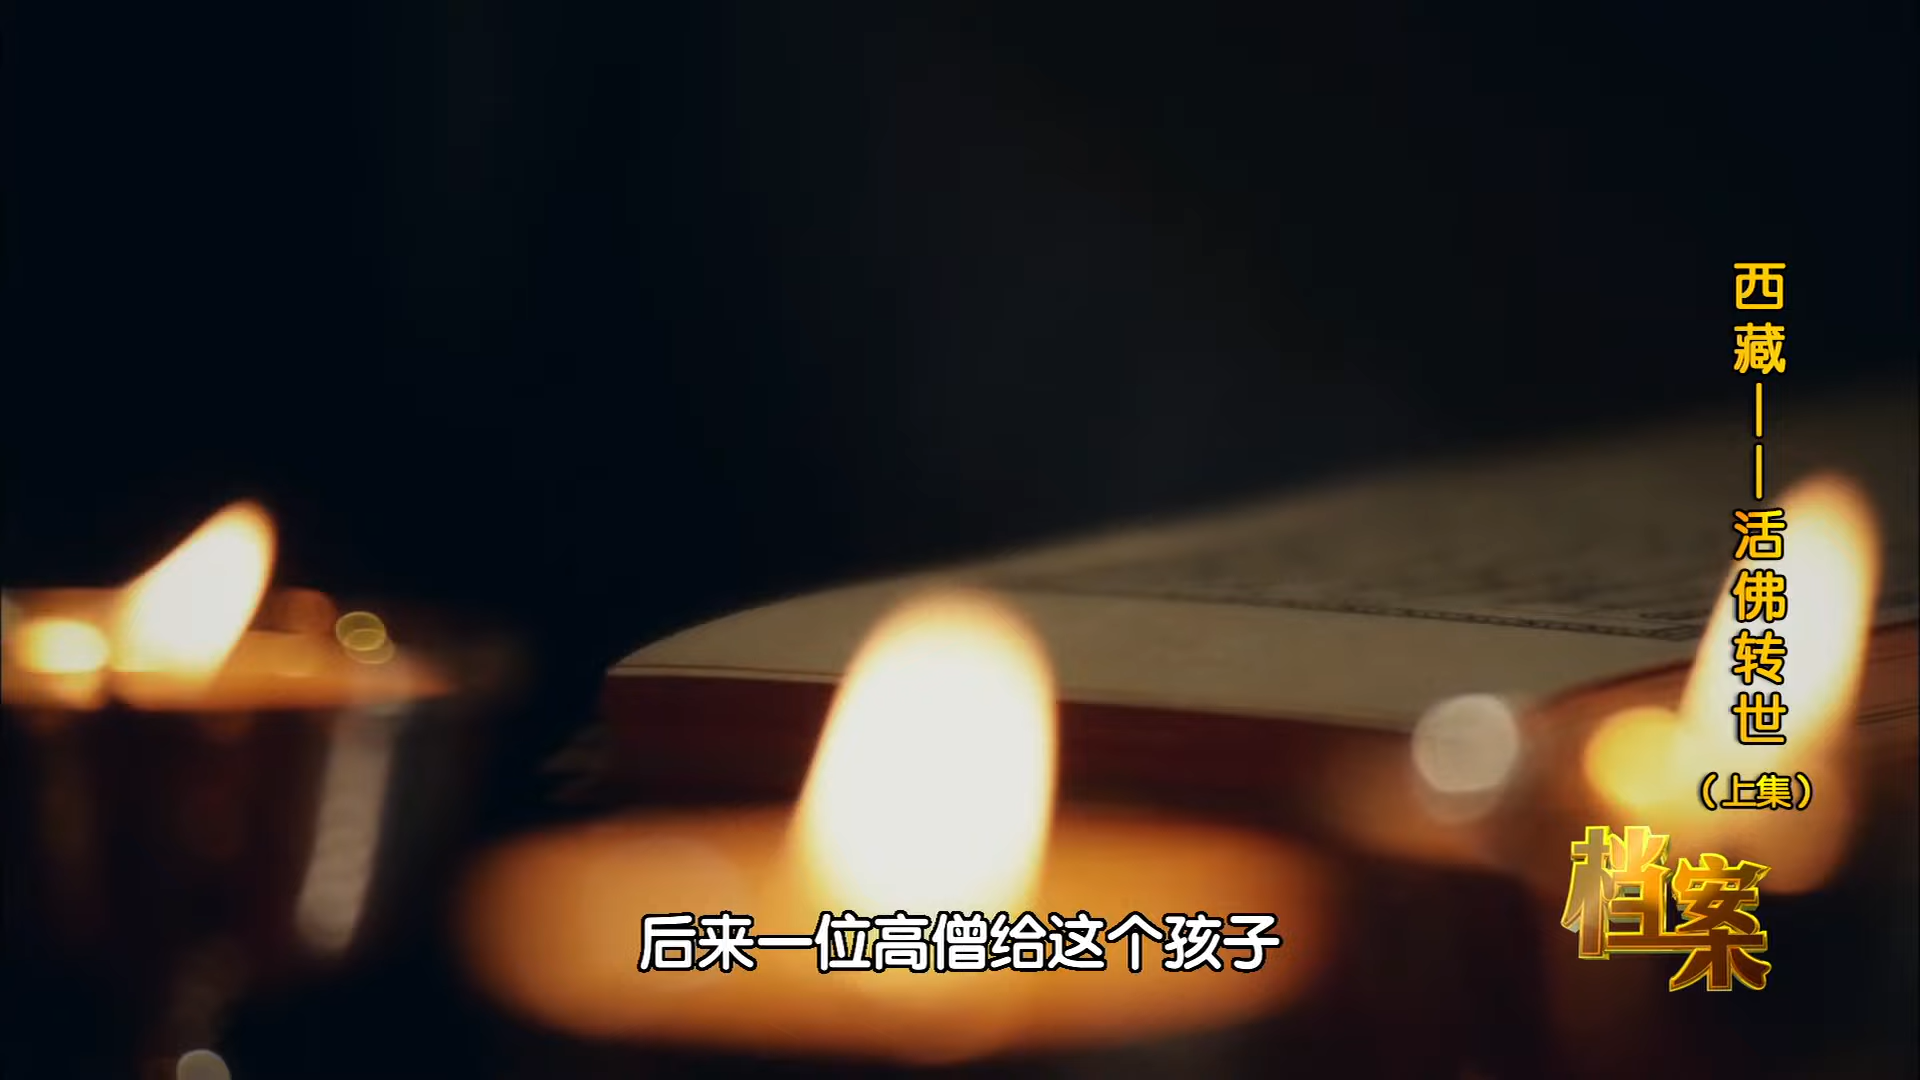 西藏——活佛转世
（上集）
档案
后来一位高僧给这个孩子